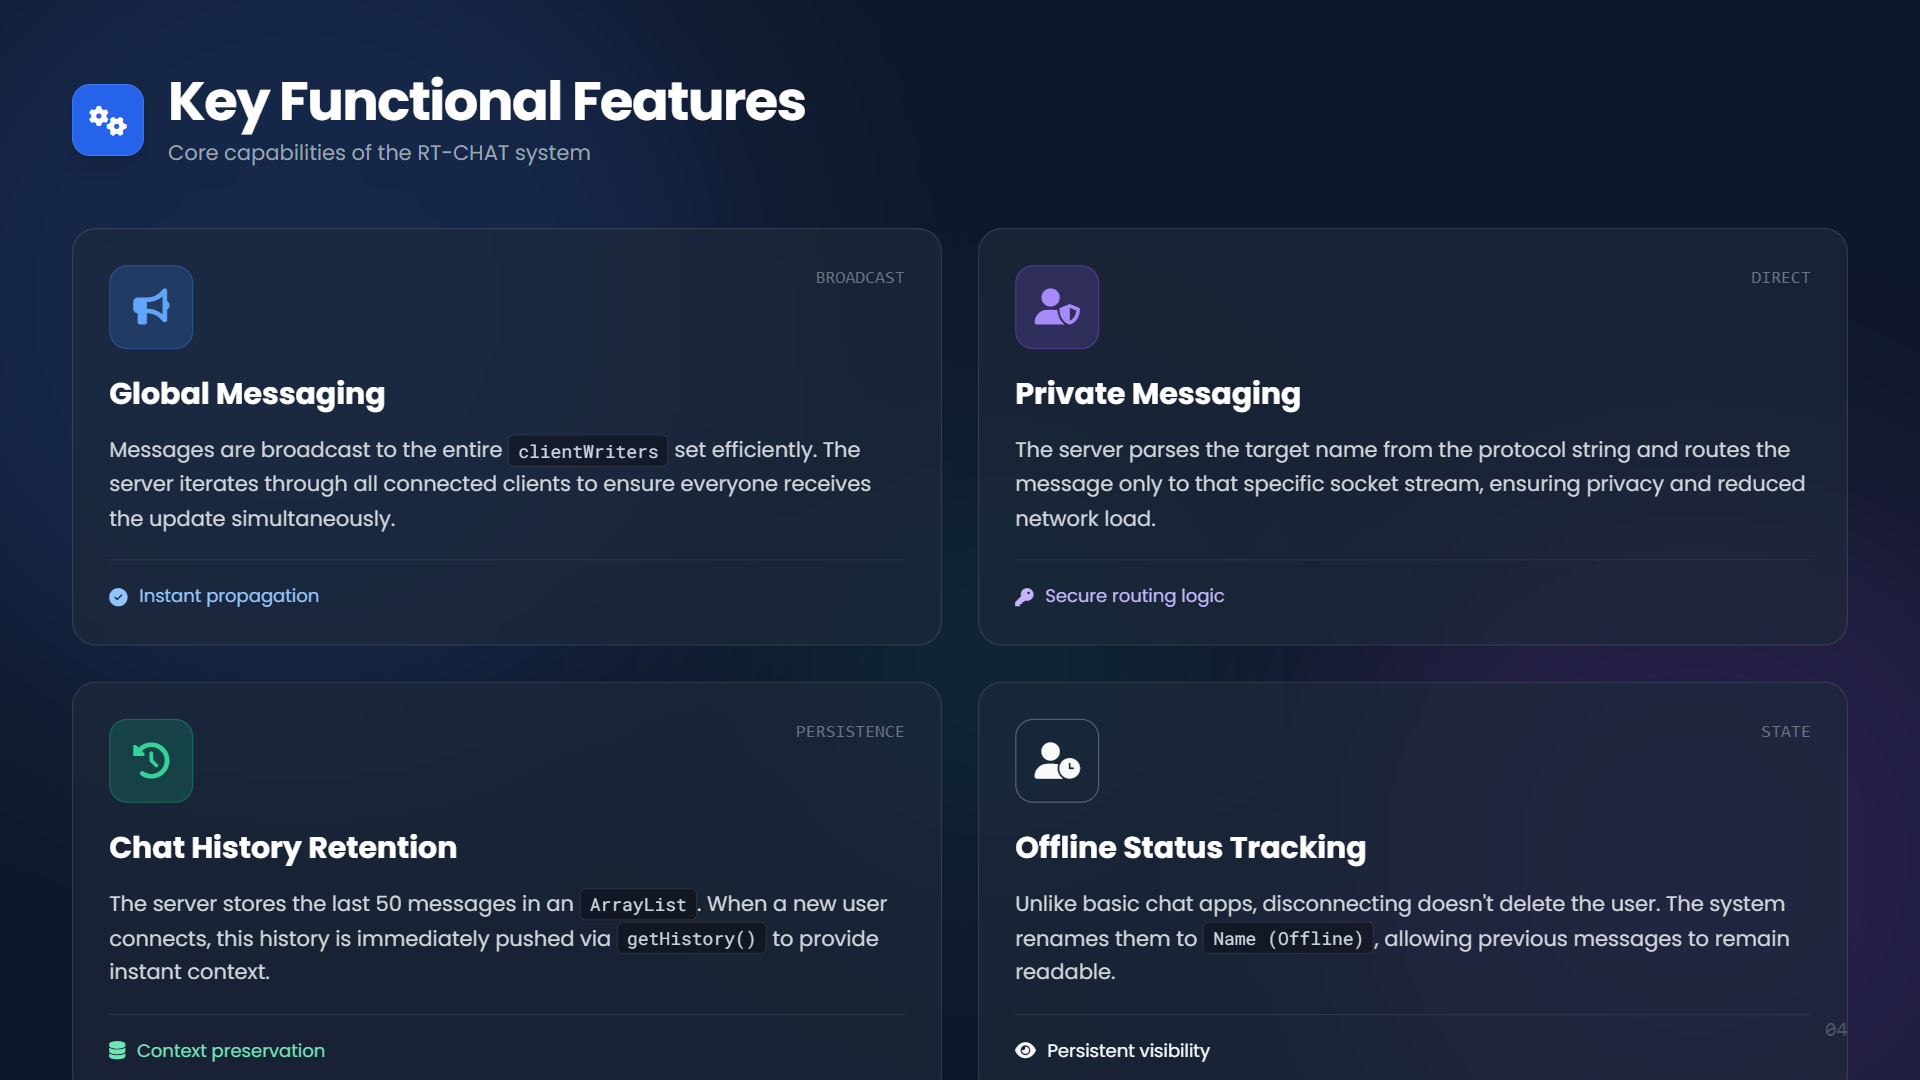 Key Functional Features
Core capabilities of the RT-CHAT system
BROADCAST
Global Messaging
Messages are broadcast to the entire clientWriters set efficiently. The
server iterates through all connected clients to ensure everyone receives
the update simultaneously.
Instant propagation
DIRECT
Private Messaging
The server parses the target name from the protocol string and routes the
message only to that specific socket stream, ensuring privacy and reduced
network load.
Secure routing logic
PERSISTENCE
Chat History Retention
The server stores the last 50 messages in an ArrayList. When a new user
connects, this history is immediately pushed via getHistory() to provide
instant context.
Context preservation
STATE
Offline Status Tracking
Unlike basic chat apps, disconnecting doesn't delete the user. The system
renames them to Name (Offline), allowing previous messages to remain
readable.
Persistent visibility
04